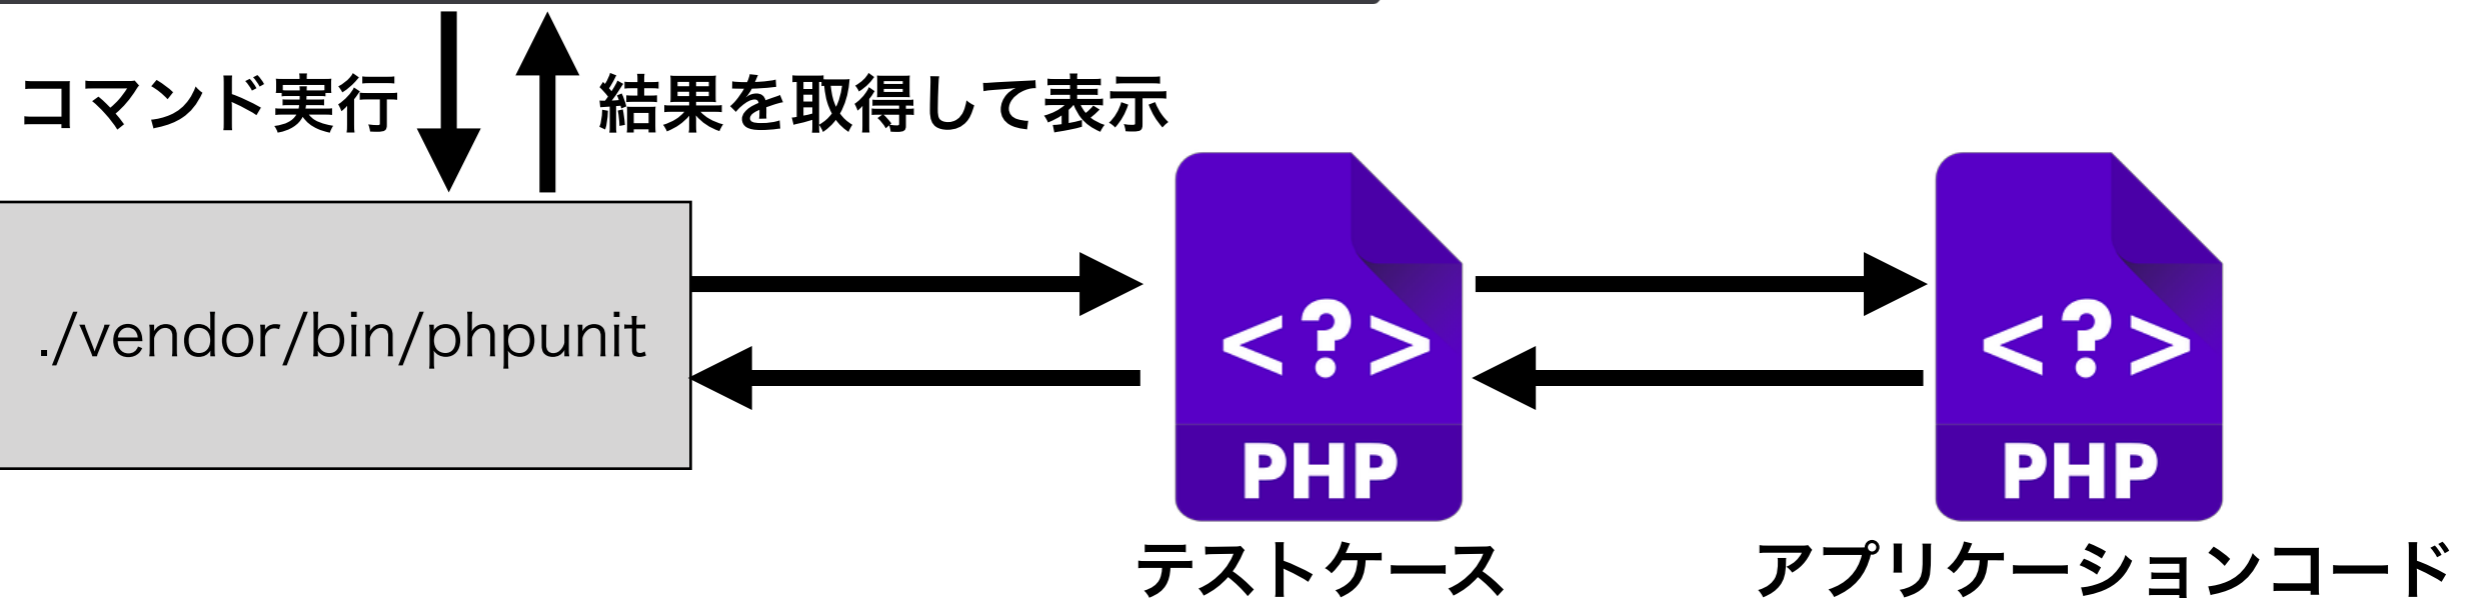 コマンド実行
結果を取得して表示
./vendor/bin/phpunit
<?>
PHP
テストケース
<?>
PHP
アプリケーションコード